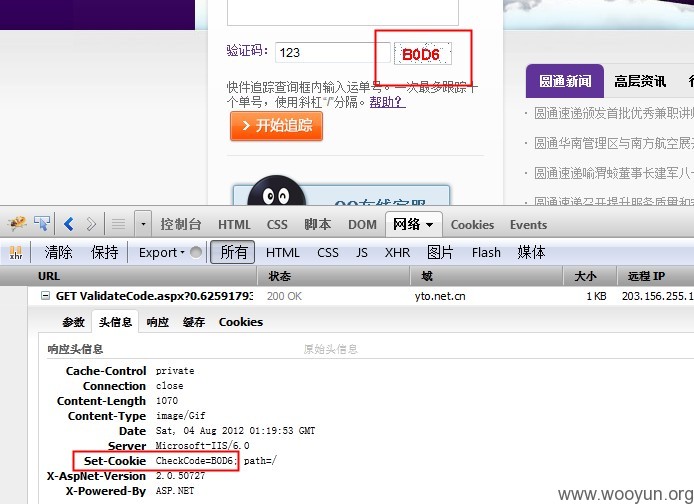 验证码： 123 B0D6
快件追踪查询框内输入运单号。一次最多跟踪十
个单号，使用斜杠“/”分隔。帮助？
> 开始追踪
QQ在线客服
圆通新闻 高层资讯
圆通速递颁发首批优秀兼职讲师
圆通华南管理区与南方航空展开
圆通速递喻渭蛟董事长建军八一
圆通速递召开提升服务质量和
控制台 HTML CSS 脚本 DOM 网络 Cookies Events
xhr 清除 保持 Export 所有 HTML CSS JS XHR 图片 Flash 媒体
URL 状态 域 大小 远程 IP
GET ValidateCode.aspx?0.62591793 200 OK yto.net.cn 1 KB 203.156.255.1
参数 头信息 响应 缓存 Cookies
响应头信息 原始头信息
Cache-Control private
Connection close
Content-Length 1070
Content-Type image/Gif
Date Sat, 04 Aug 2012 01:19:53 GMT
Server Microsoft-IIS/6.0
Set-Cookie CheckCode=B0D6; path=/
X-AspNet-Version 2.0.50727
X-Powered-By ASP.NET
www.wooyun.org